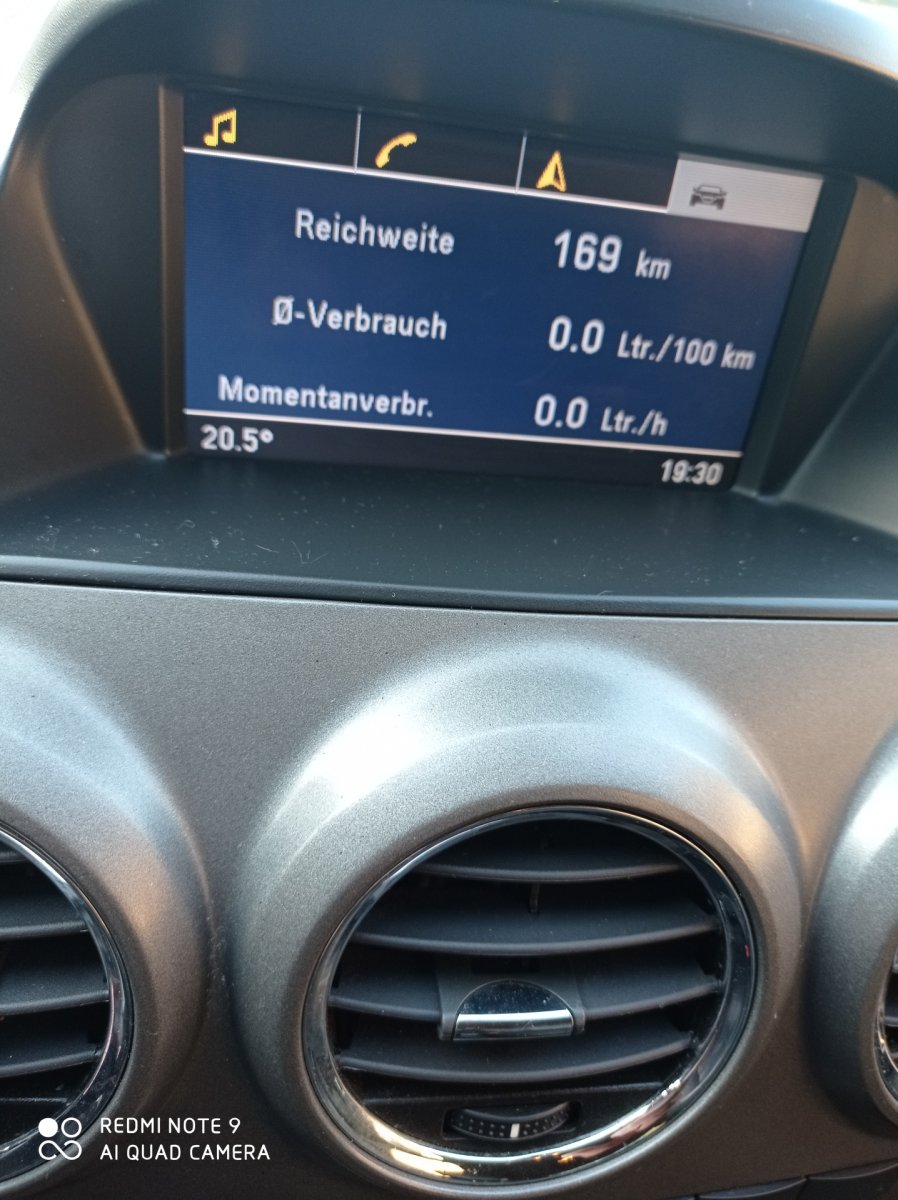 Reichweite 169 km
Ø-Verbrauch 0.0 Ltr./100 km
Momentanverbr. 0.0 Ltr./h
20.5° 19:30
REDMI NOTE 9
AI QUAD CAMERA